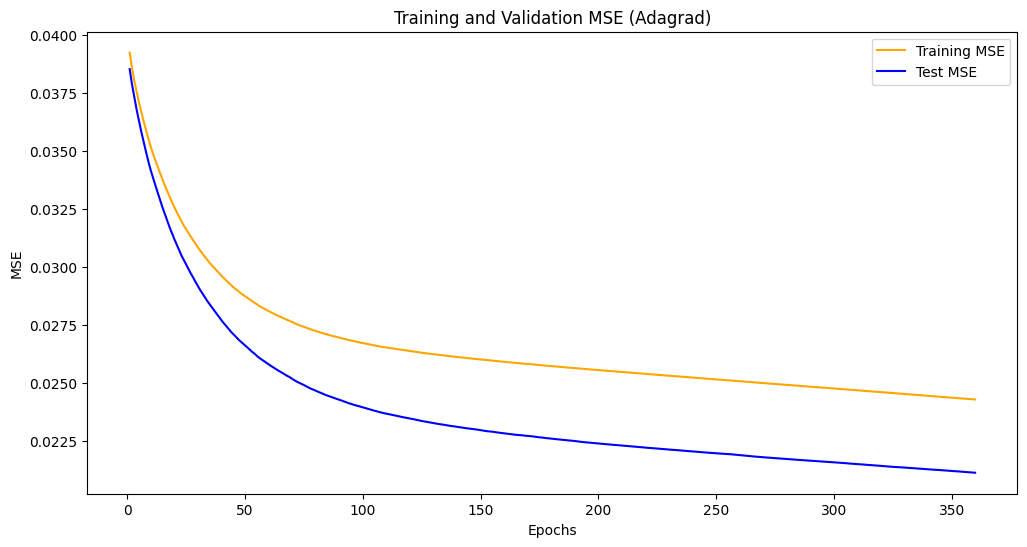 Training and Validation MSE (Adagrad)
Training MSE
Test MSE
MSE
0.0400
0.0375
0.0350
0.0325
0.0300
0.0275
0.0250
0.0225
0 50 100 150 200 250 300 350
Epochs